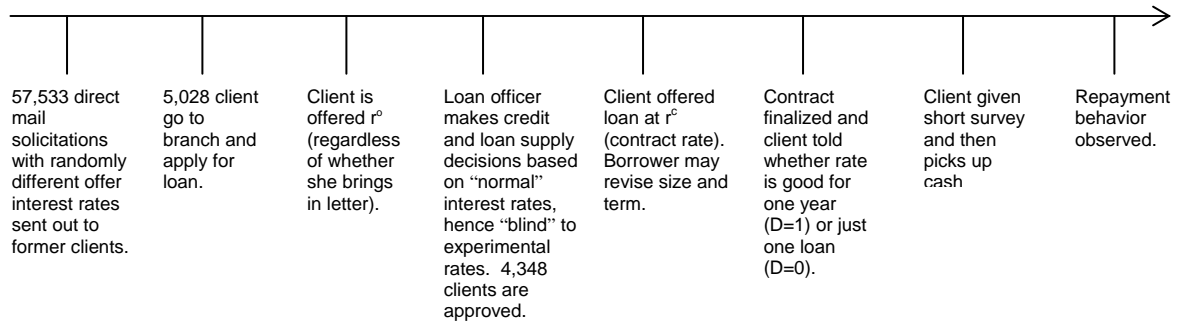 57,533 direct
mail
solicitations
with randomly
different offer
interest rates
sent out to
former clients.
5,028 client
go to
branch and
apply for
loan.
Client is
offered rº
(regardless
of whether
she brings
in letter).
Loan officer
makes credit
and loan supply
decisions based
on “normal”
interest rates,
hence “blind” to
experimental
rates. 4,348
clients are
approved.
Client offered
loan at rᶜ
(contract rate).
Borrower may
revise size and
term.
Contract
finalized and
client told
whether rate
is good for
one year
(D=1) or just
one loan
(D=0).
Client given
short survey
and then
picks up
cash
Repayment
behavior
observed.